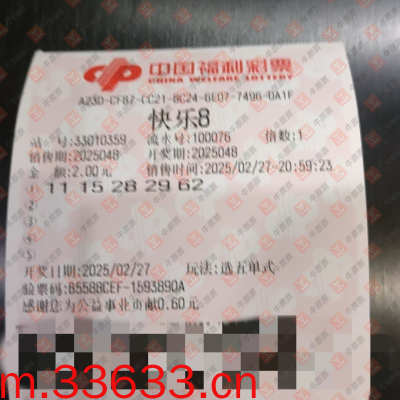 中国福利彩票
CHINA WELFARE LOTTERY
A23D-CF87-CC21-8C24-6E07-7496-DA1F
快乐8
站 号:33010359 流水号:100076 倍数:1
销售期:2025048 开奖期:2025048
金 额:2.00元 销售时间:2025/02/27-20:59:23
① 11 15 28 29 62
②
③
④
⑤
开奖日期:2025/02/27 玩法:选五单式
验票码:85588CEF-1593890A
感谢您为公益事业贡献0.60元
m.33633.cn